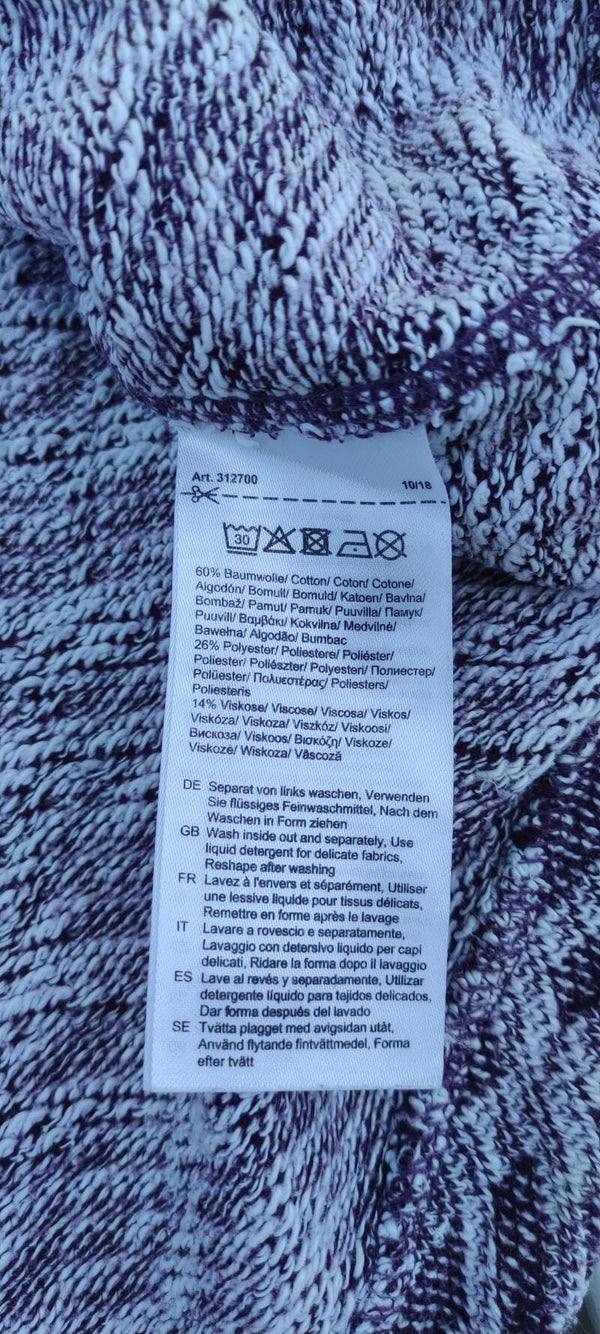 Art. 312700
10/18
30
60% Baumwolle/ Cotton/ Coton/ Cotone/
Algodón/ Bomull/ Bomuld/ Katoen/ Bavlna/
Bombaž/ Pamut/ Pamuk/ Puuvilla/ Памук/
Puuvill/ Βαμβάκι/ Kokvilna/ Medvilnė/
Bawełna/ Algodão/ Bumbac
26% Polyester/ Poliestere/ Poliéster/
Poliester/ Poliészter/ Polyesteri/ Полиестер/
Polüester/ Πολυεστέρας/ Poliesters/
Poliesteris
14% Viskose/ Viscose/ Viscosa/ Viskos/
Viskóza/ Viskoza/ Viszkóz/ Viskoosi/
Вискоза/ Viskoos/ Βισκόζη/ Viskoze/
Viskozė/ Wiskoza/ Vâscoză
DE Separat von links waschen, Verwenden
Sie flüssiges Feinwaschmittel, Nach dem
Waschen in Form ziehen
GB Wash inside out and separately, Use
liquid detergent for delicate fabrics,
Reshape after washing
FR Lavez à l'envers et séparément, Utiliser
une lessive liquide pour tissus délicats,
Remettre en forme après le lavage
IT Lavare a rovescio e separatamente,
Lavaggio con detersivo liquido per capi
delicati, Ridare la forma dopo il lavaggio
ES Lave al revés y separadamente, Utilizar
detergente líquido para tejidos delicados,
Dar forma después del lavado
SE Tvätta plagget med avigsidan utåt,
Använd flytande fintvättmedel, Forma
efter tvätt